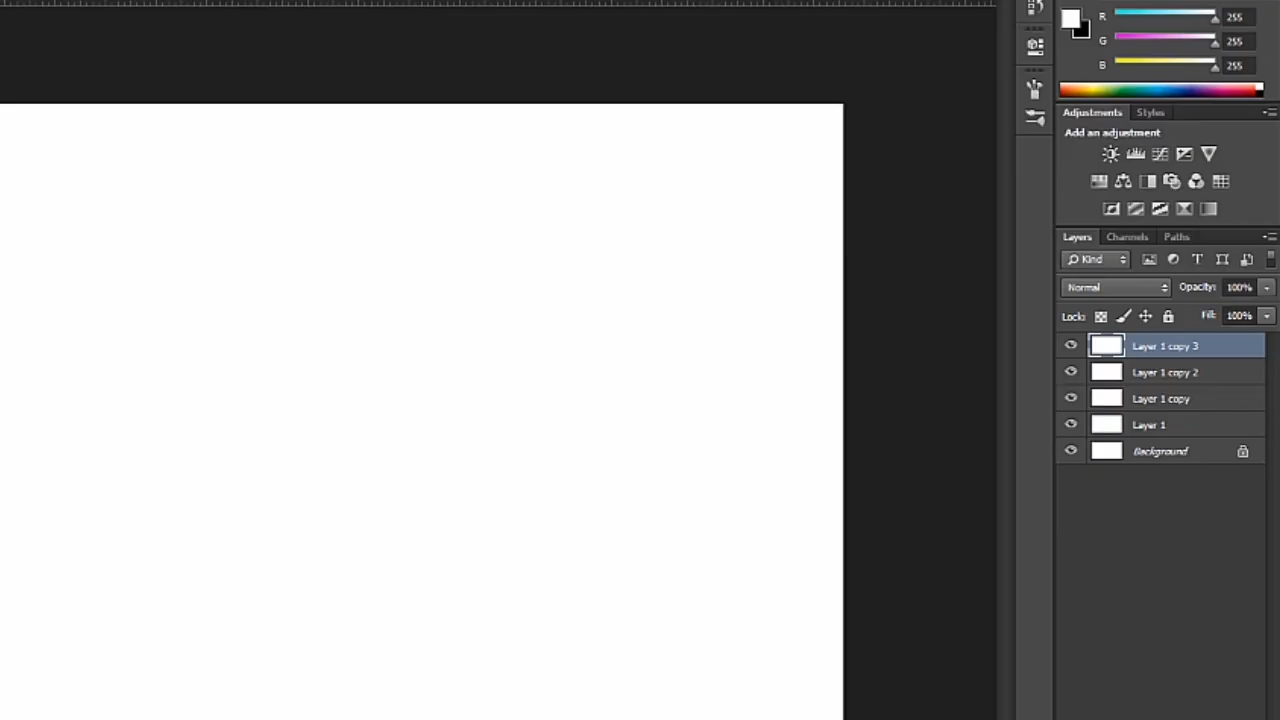 R 255
G 255
B 255
Adjustments Styles
Add an adjustment
Layers Channels Paths
Kind T
Normal Opacity: 100%
Lock: Fill: 100%
Layer 1 copy 3
Layer 1 copy 2
Layer 1 copy
Layer 1
Background